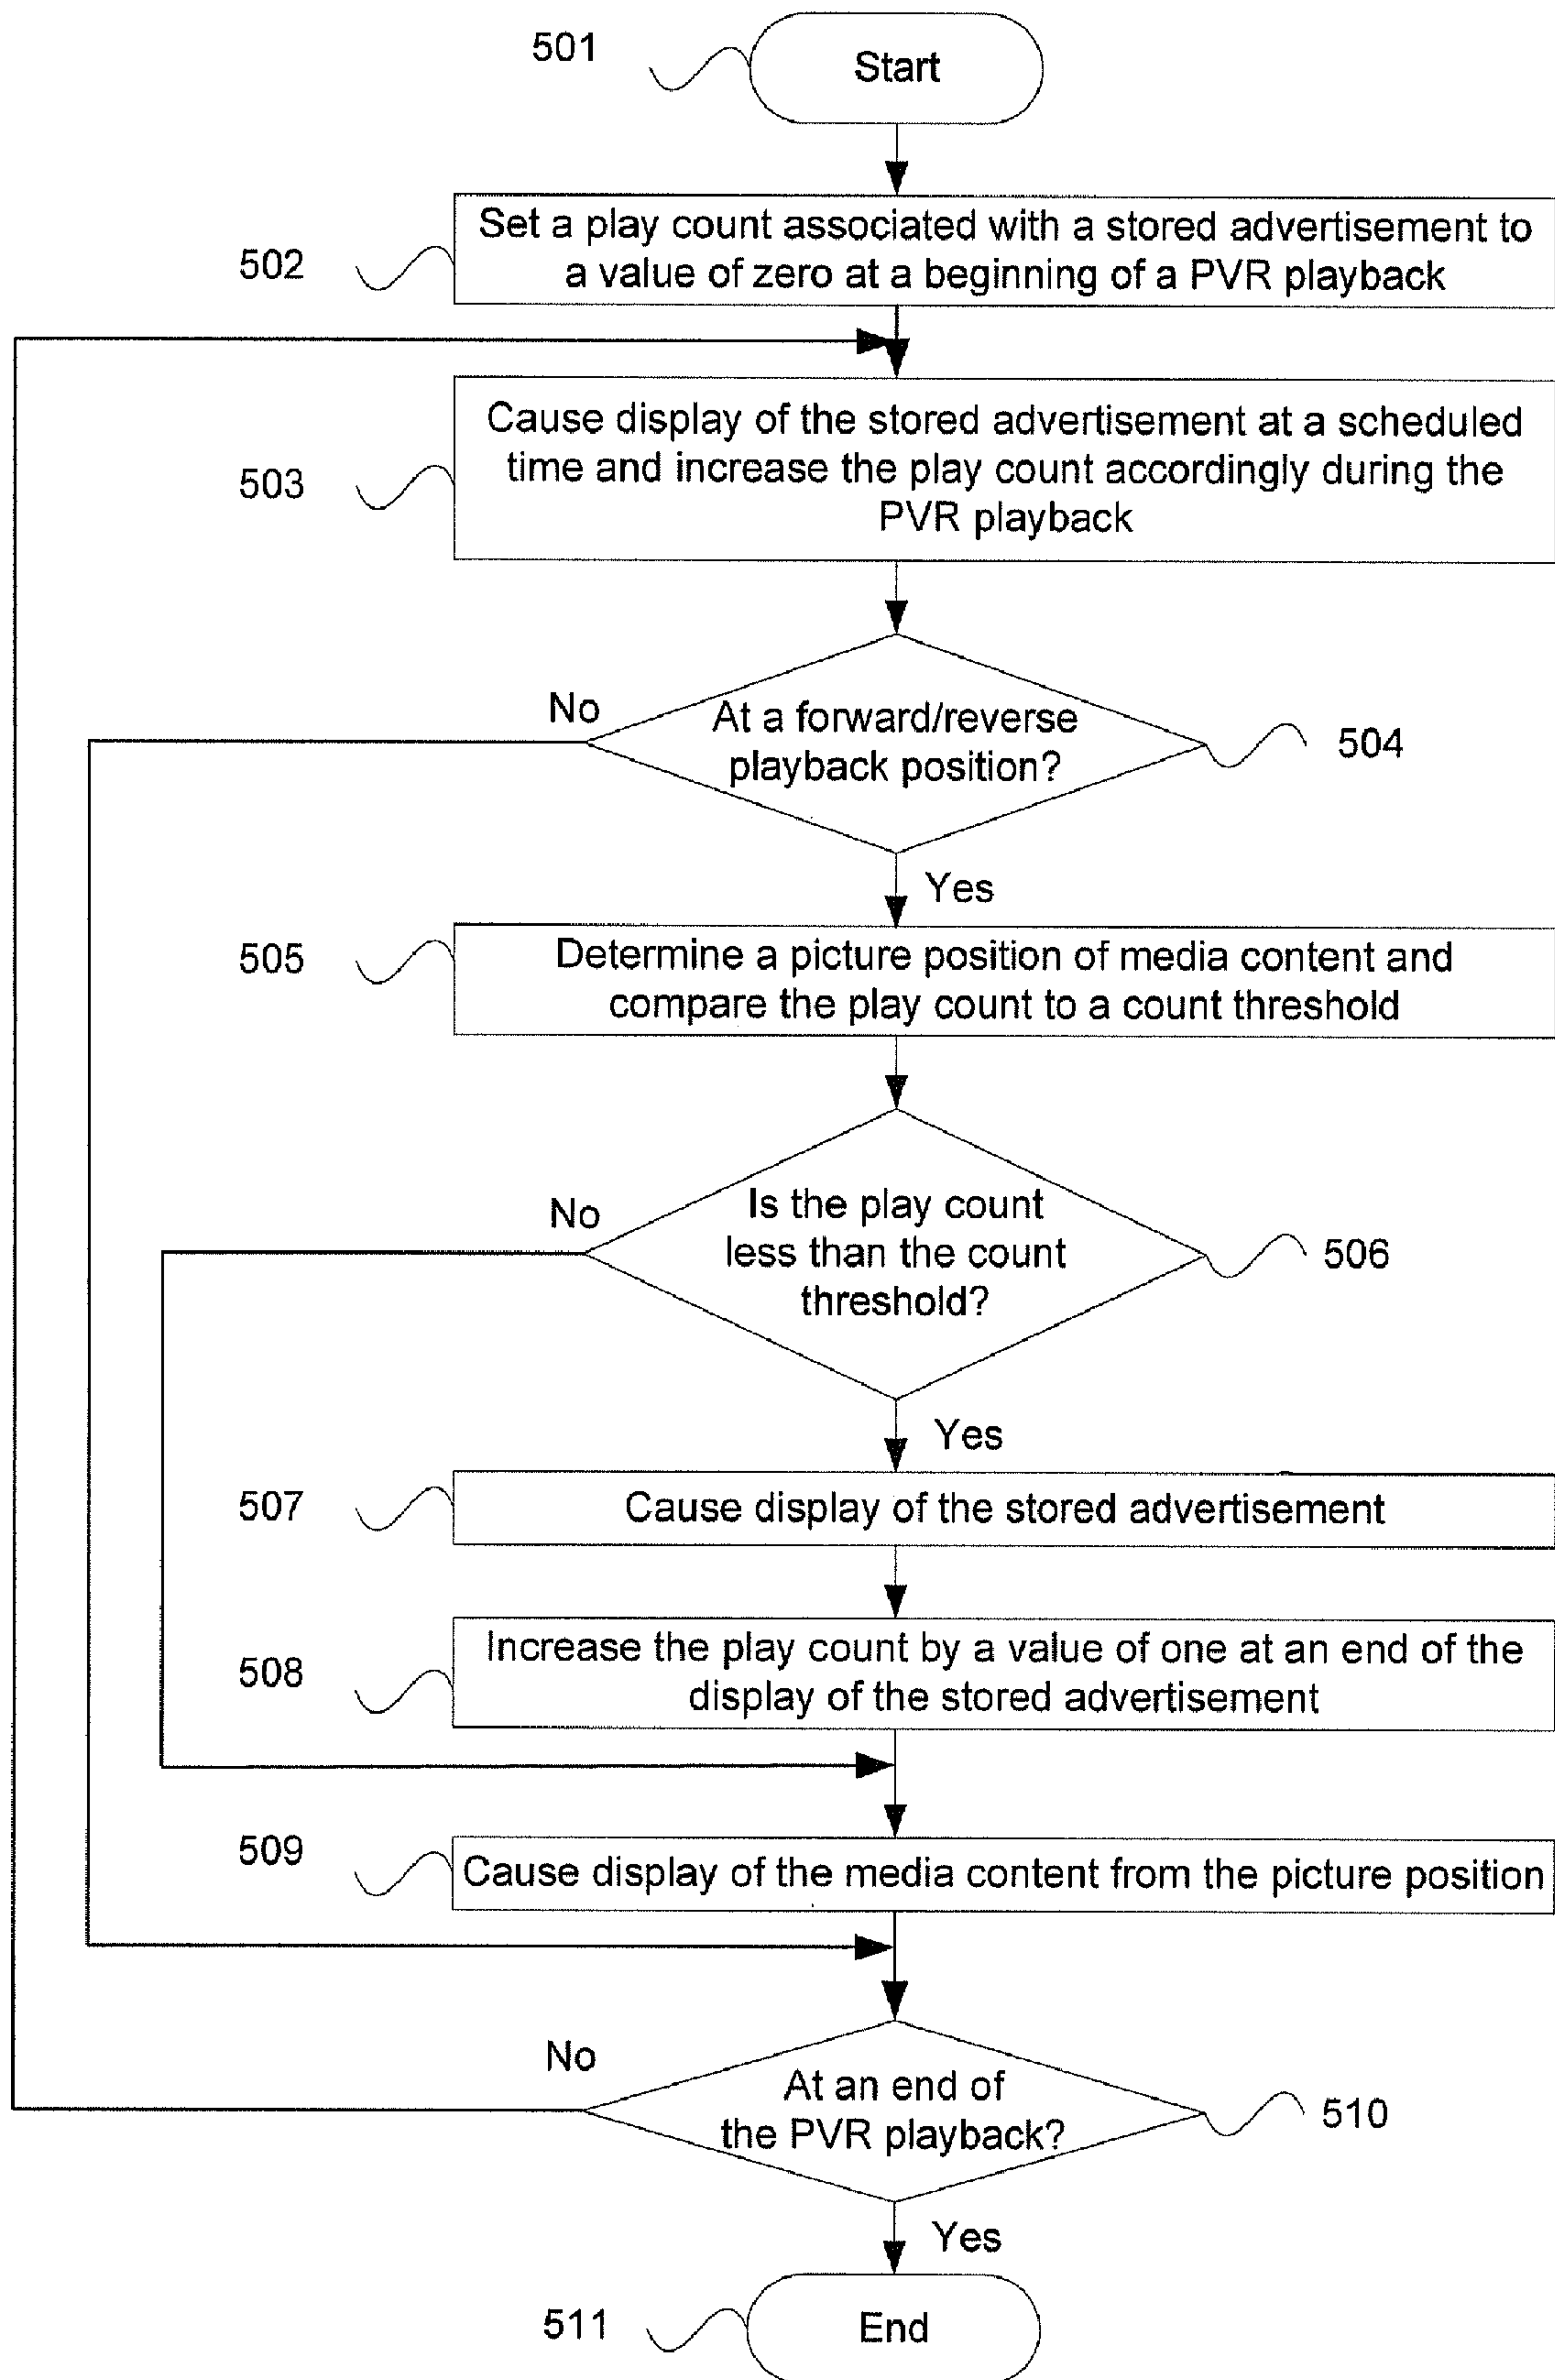 501
Start
502
Set a play count associated with a stored advertisement to
a value of zero at a beginning of a PVR playback
503
Cause display of the stored advertisement at a scheduled
time and increase the play count accordingly during the
PVR playback
No
At a forward/reverse
playback position?
504
Yes
505
Determine a picture position of media content and
compare the play count to a count threshold
No
Is the play count
less than the count
threshold?
506
Yes
507
Cause display of the stored advertisement
508
Increase the play count by a value of one at an end of the
display of the stored advertisement
509
Cause display of the media content from the picture position
No
At an end of
the PVR playback?
510
Yes
511
End